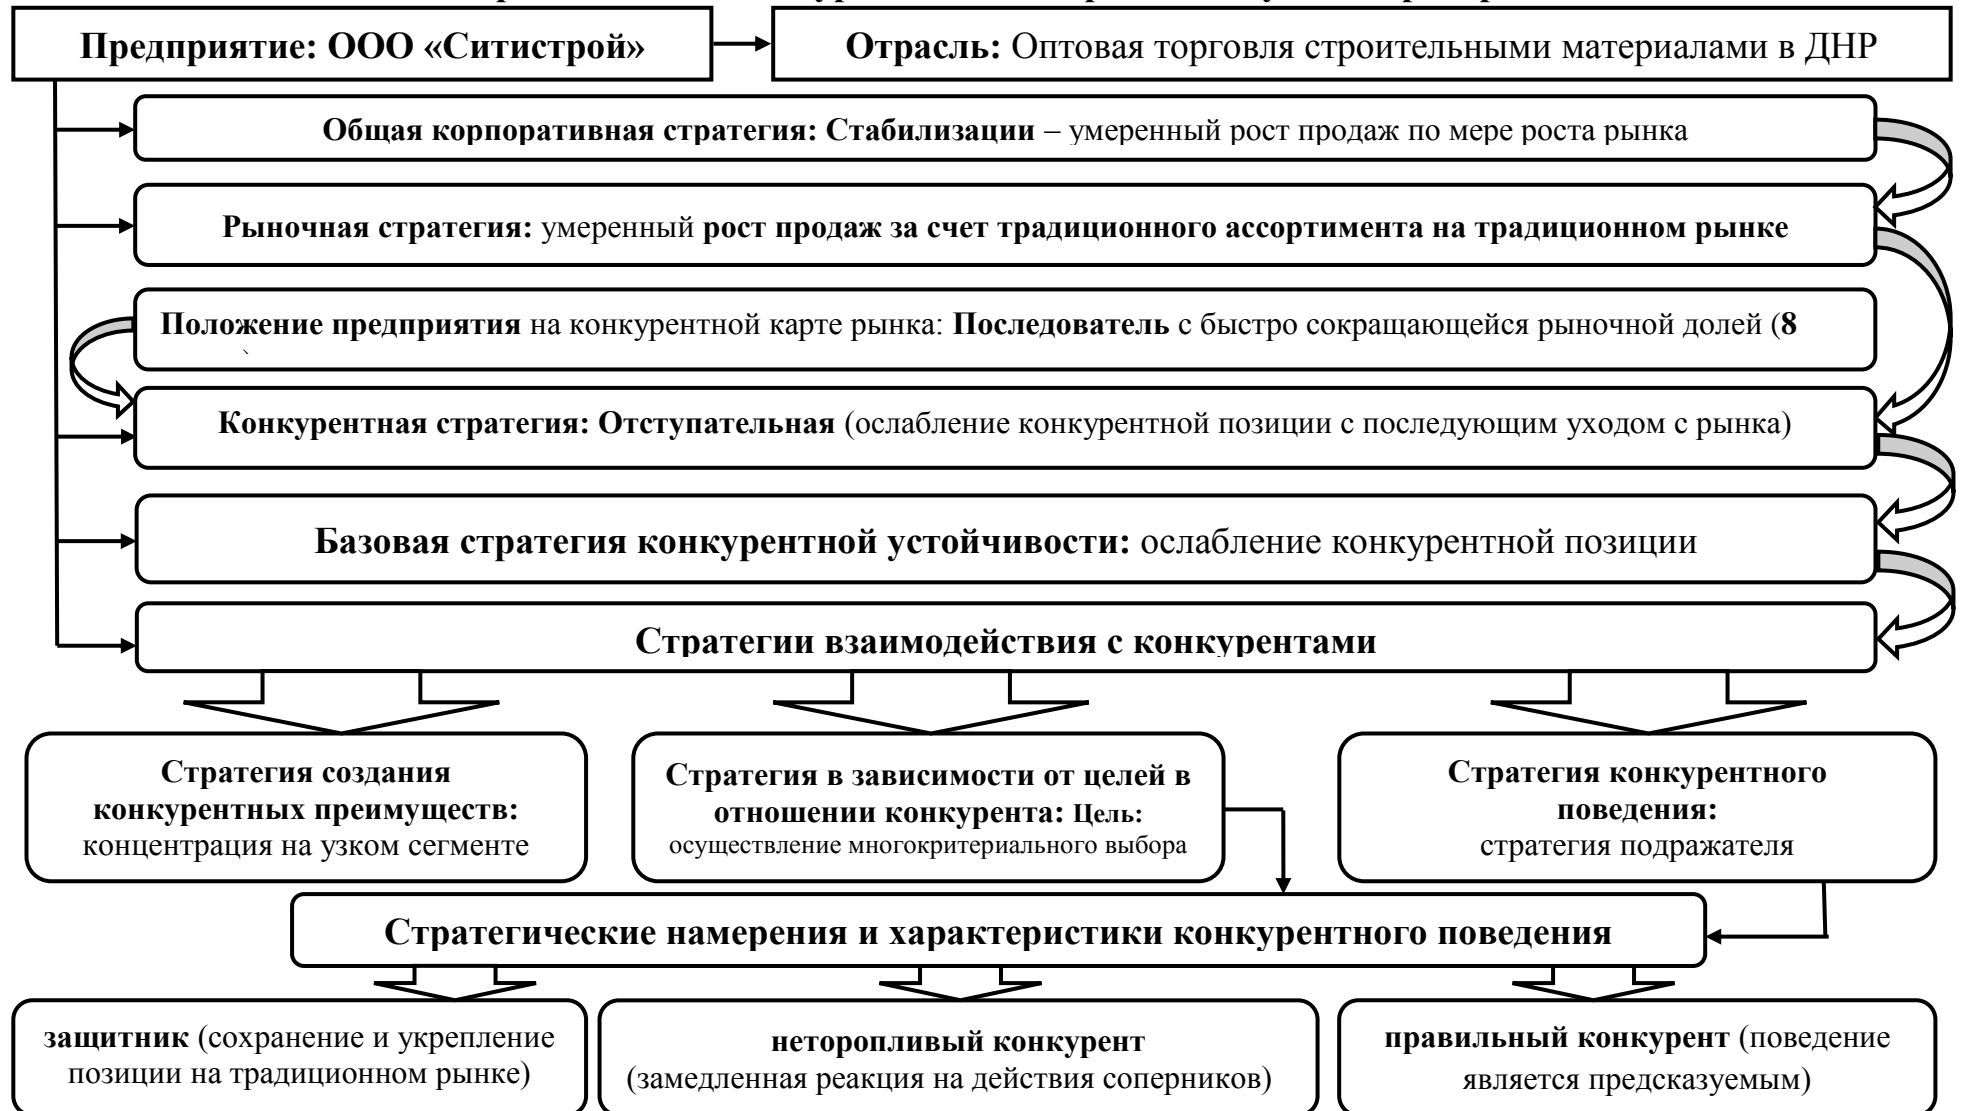 Предприятие: ООО «Ситистрой»
Отрасль: Оптовая торговля строительными материалами в ДНР
Общая корпоративная стратегия: Стабилизации – умеренный рост продаж по мере роста рынка
Рыночная стратегия: умеренный рост продаж за счет традиционного ассортимента на традиционном рынке
Положение предприятия на конкурентной карте рынка: Последователь с быстро сокращающейся рыночной долей (8
Конкурентная стратегия: Отступательная (ослабление конкурентной позиции с последующим уходом с рынка)
Базовая стратегия конкурентной устойчивости: ослабление конкурентной позиции
Стратегии взаимодействия с конкурентами
Стратегия создания
конкурентных преимуществ:
концентрация на узком сегменте
Стратегия в зависимости от целей в
отношении конкурента: Цель:
осуществление многокритериального выбора
Стратегия конкурентного
поведения:
стратегия подражателя
Стратегические намерения и характеристики конкурентного поведения
защитник (сохранение и укрепление
позиции на традиционном рынке)
неторопливый конкурент
(замедленная реакция на действия соперников)
правильный конкурент (поведение
является предсказуемым)